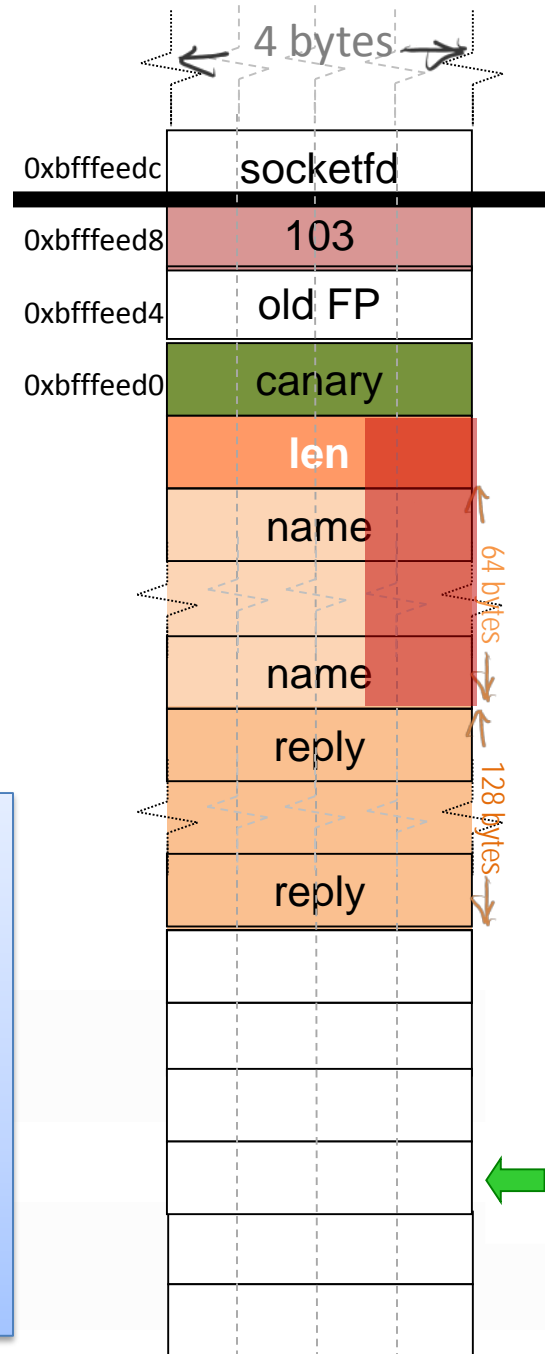 4 bytes
0xbfffeedc socketfd
0xbfffeed8 103
0xbfffeed4 old FP
0xbfffeed0 canary
len
name
64 bytes
name
reply
128 bytes
reply